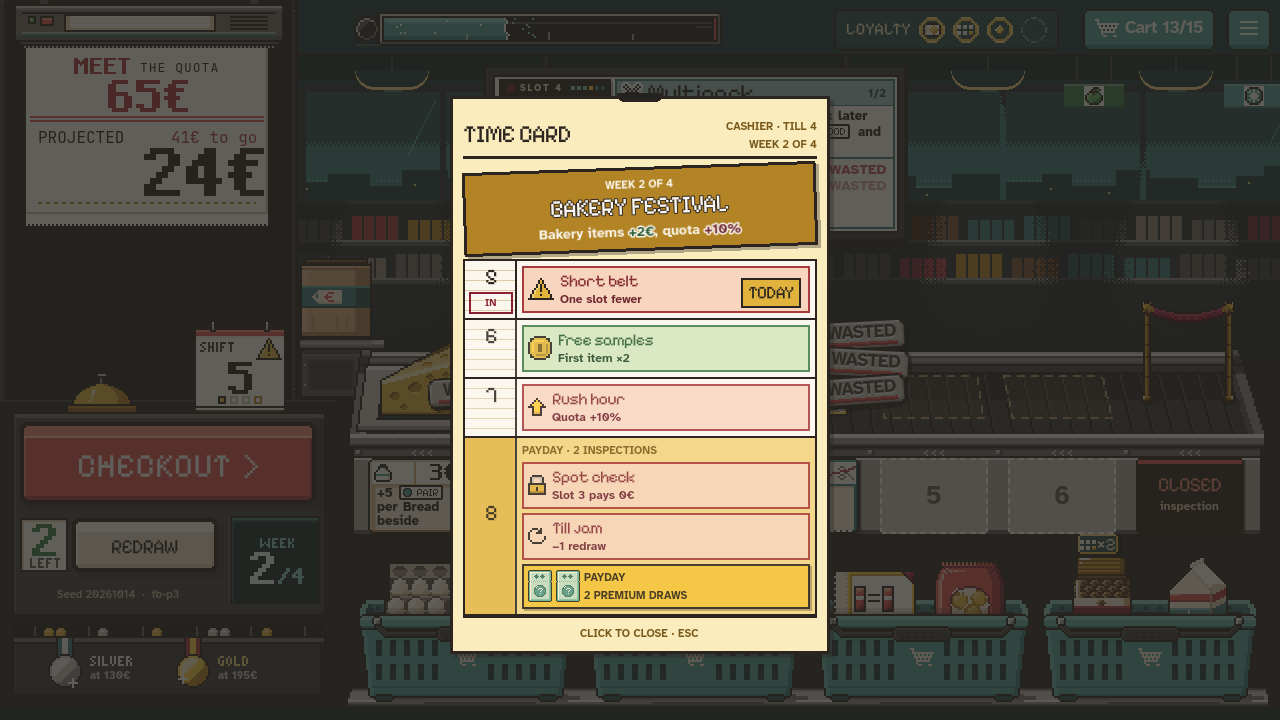 MEET THE QUOTA
65€
PROJECTED
41€ to go
24€
SHIFT
5
CHECKOUT
2
LEFT
REDRAW
WEEK
2/4
Seed 20261014 · fb-p3
SILVER
at 130€
GOLD
at 195€
LOYALTY
Cart 13/15
SLOT 4
Multipack
1/2
later
and
WASTED
WASTED
TIME CARD
CASHIER · TILL 4
WEEK 2 OF 4
WEEK 2 OF 4
BAKERY FESTIVAL
Bakery items +2€, quota +10%
IN
Short belt
One slot fewer
TODAY
6
Free samples
First item ×2
7
Rush hour
Quota +10%
8
PAYDAY · 2 INSPECTIONS
Spot check
Slot 3 pays 0€
Till jam
−1 redraw
PAYDAY
2 PREMIUM DRAWS
CLICK TO CLOSE · ESC
WASTED
WASTED
WASTED
+5 PAIR
per Bread
beside
5
6
CLOSED
inspection
×2